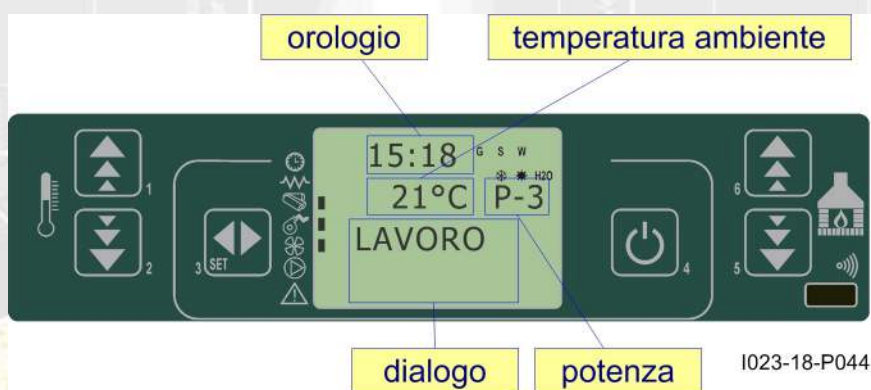 orologio
temperatura ambiente
15:18 G S W
H2O
21°C P-3
LAVORO
1
2
3 SET
4
6
5
dialogo
potenza
I023-18-P044